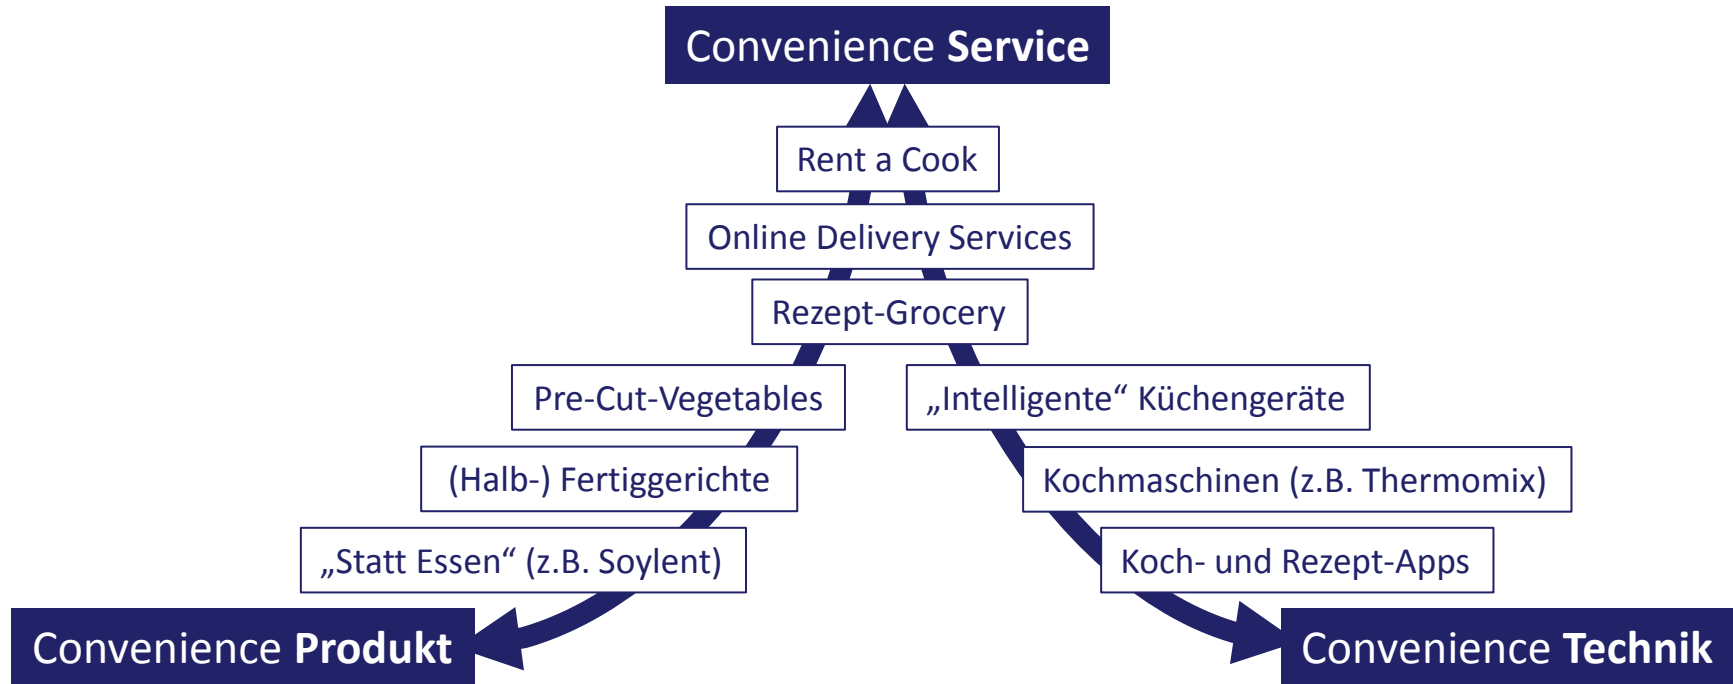 Convenience Service
Rent a Cook
Online Delivery Services
Rezept-Grocery
Pre-Cut-Vegetables
„Intelligente“ Küchengeräte
(Halb-) Fertiggerichte
Kochmaschinen (z.B. Thermomix)
„Statt Essen“ (z.B. Soylent)
Koch- und Rezept-Apps
Convenience Produkt
Convenience Technik